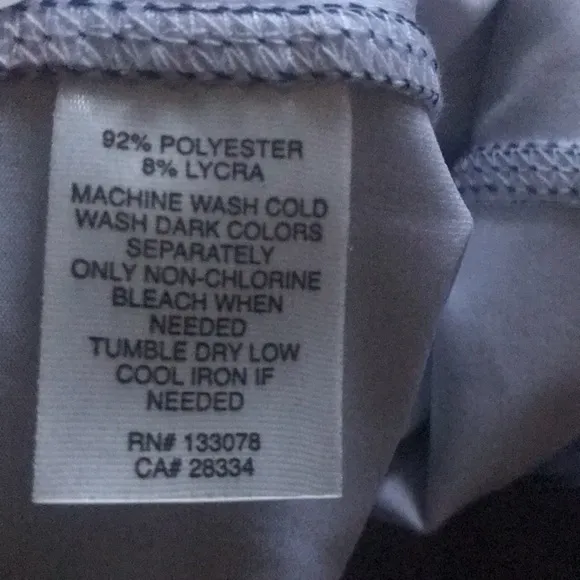 92% POLYESTER
8% LYCRA
MACHINE WASH COLD
WASH DARK COLORS
SEPARATELY
ONLY NON-CHLORINE
BLEACH WHEN
NEEDED
TUMBLE DRY LOW
COOL IRON IF
NEEDED
RN# 133078
CA# 28334